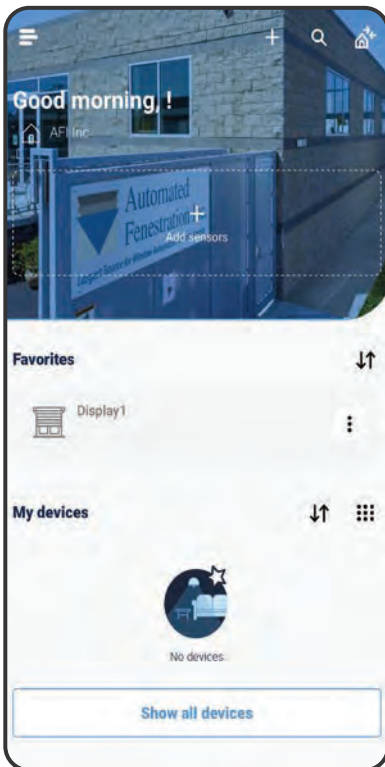 Good morning, !
AFI Inc.
Automated
Fenestration
Add sensors
Favorites
Display1
My devices
No devices
Show all devices